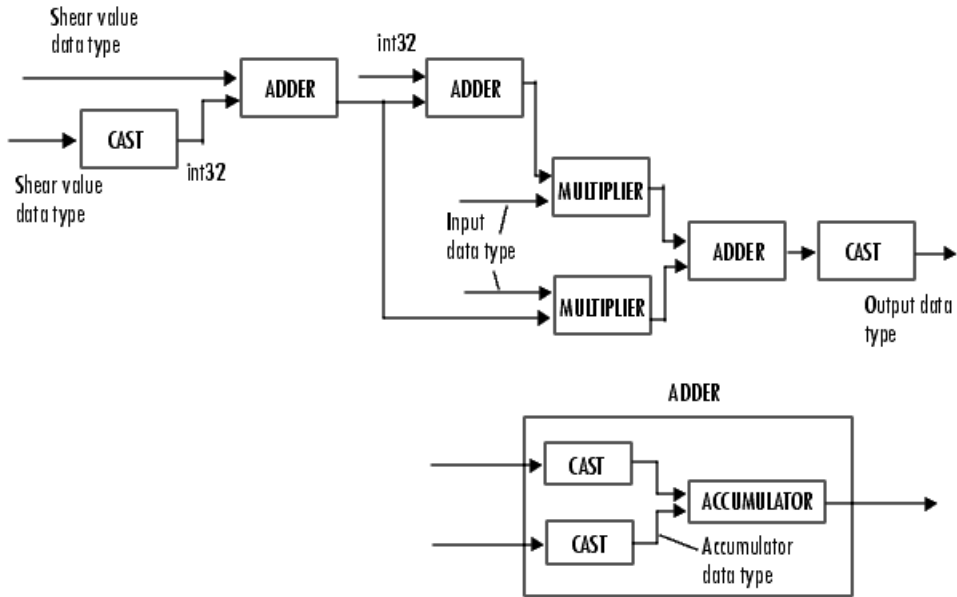 Shear value
data type
int32
ADDER
ADDER
CAST
int32
Shear value
data type
MULTIPLIER
Input
data type
ADDER
CAST
MULTIPLIER
Output data
type
ADDER
CAST
ACCUMULATOR
CAST
Accumulator
data type